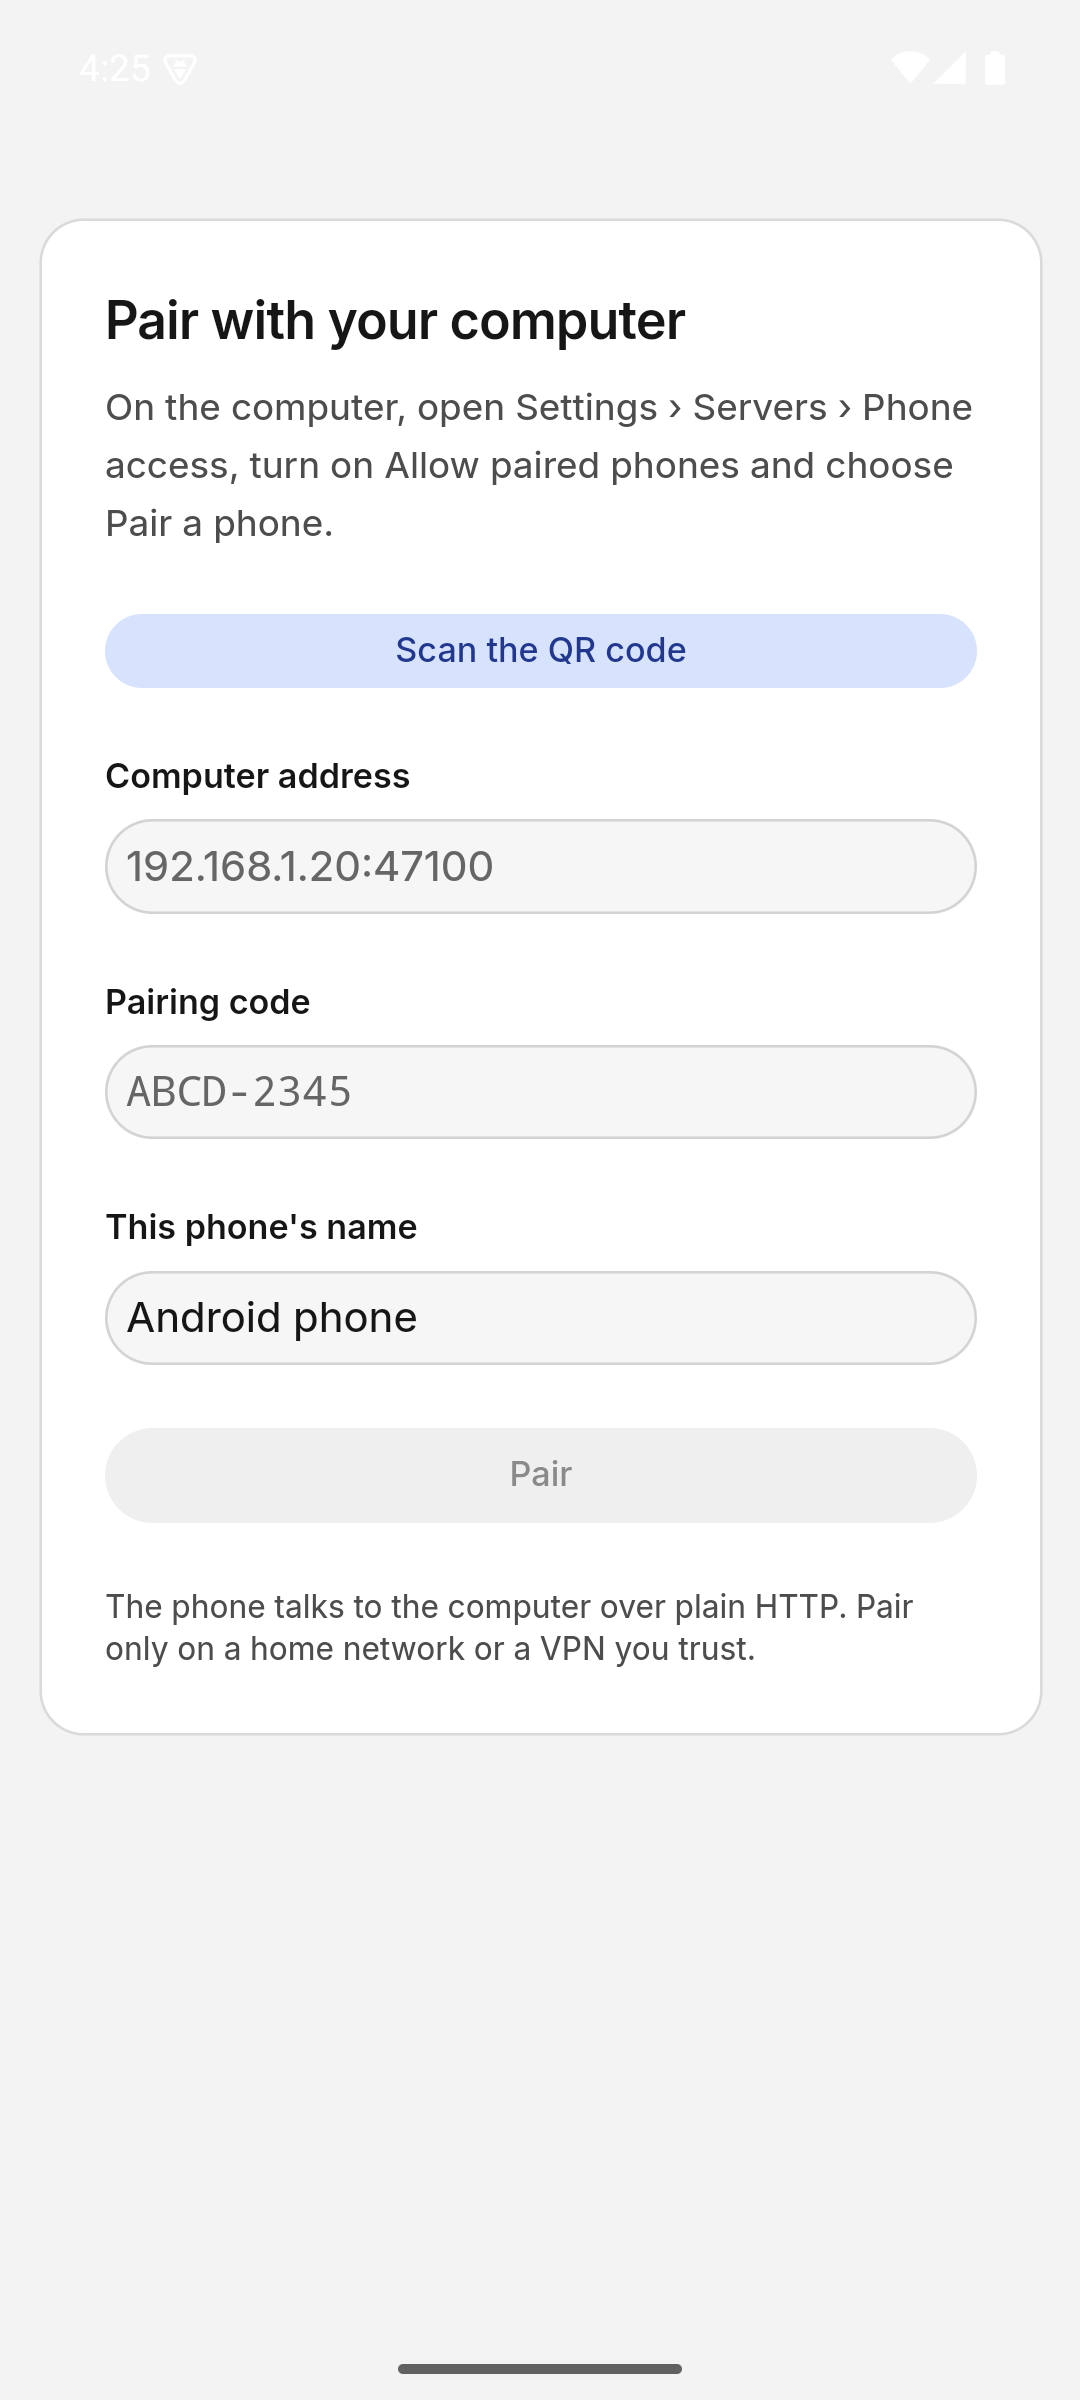 4:25
Pair with your computer
On the computer, open Settings › Servers › Phone
access, turn on Allow paired phones and choose
Pair a phone.
Scan the QR code
Computer address
192.168.1.20:47100
Pairing code
ABCD-2345
This phone's name
Android phone
Pair
The phone talks to the computer over plain HTTP. Pair
only on a home network or a VPN you trust.